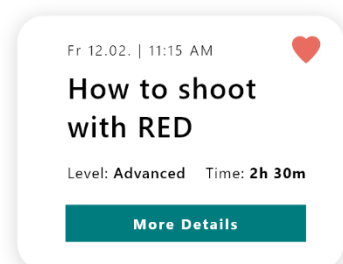 Fr 12.02. | 11:15 AM
How to shoot
with RED
Level: Advanced Time: 2h 30m
More Details